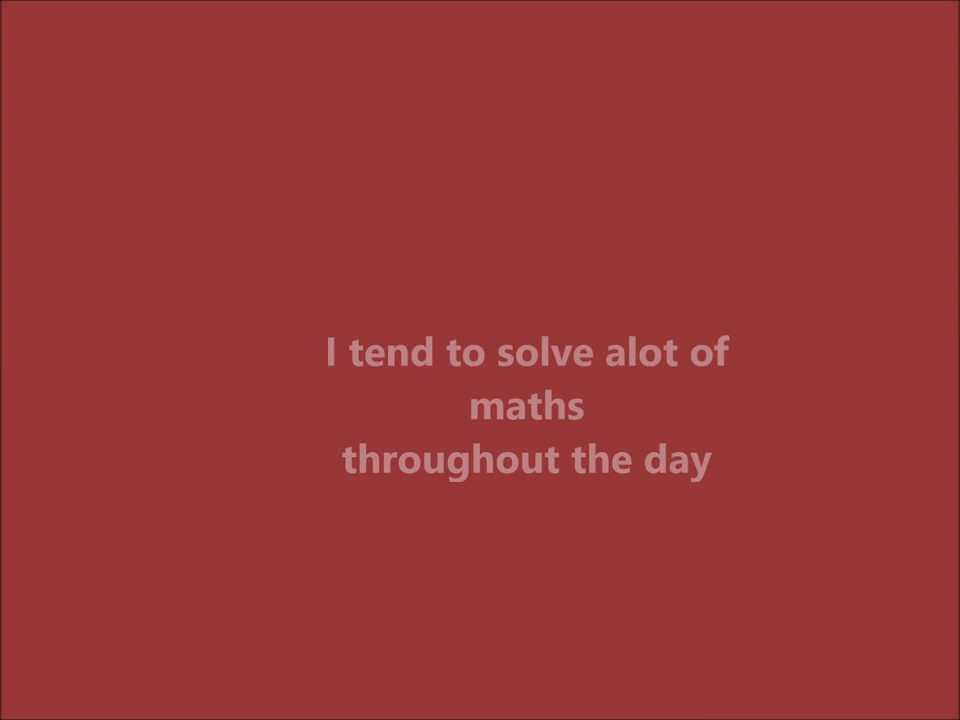 I tend to solve alot of
maths
throughout the day